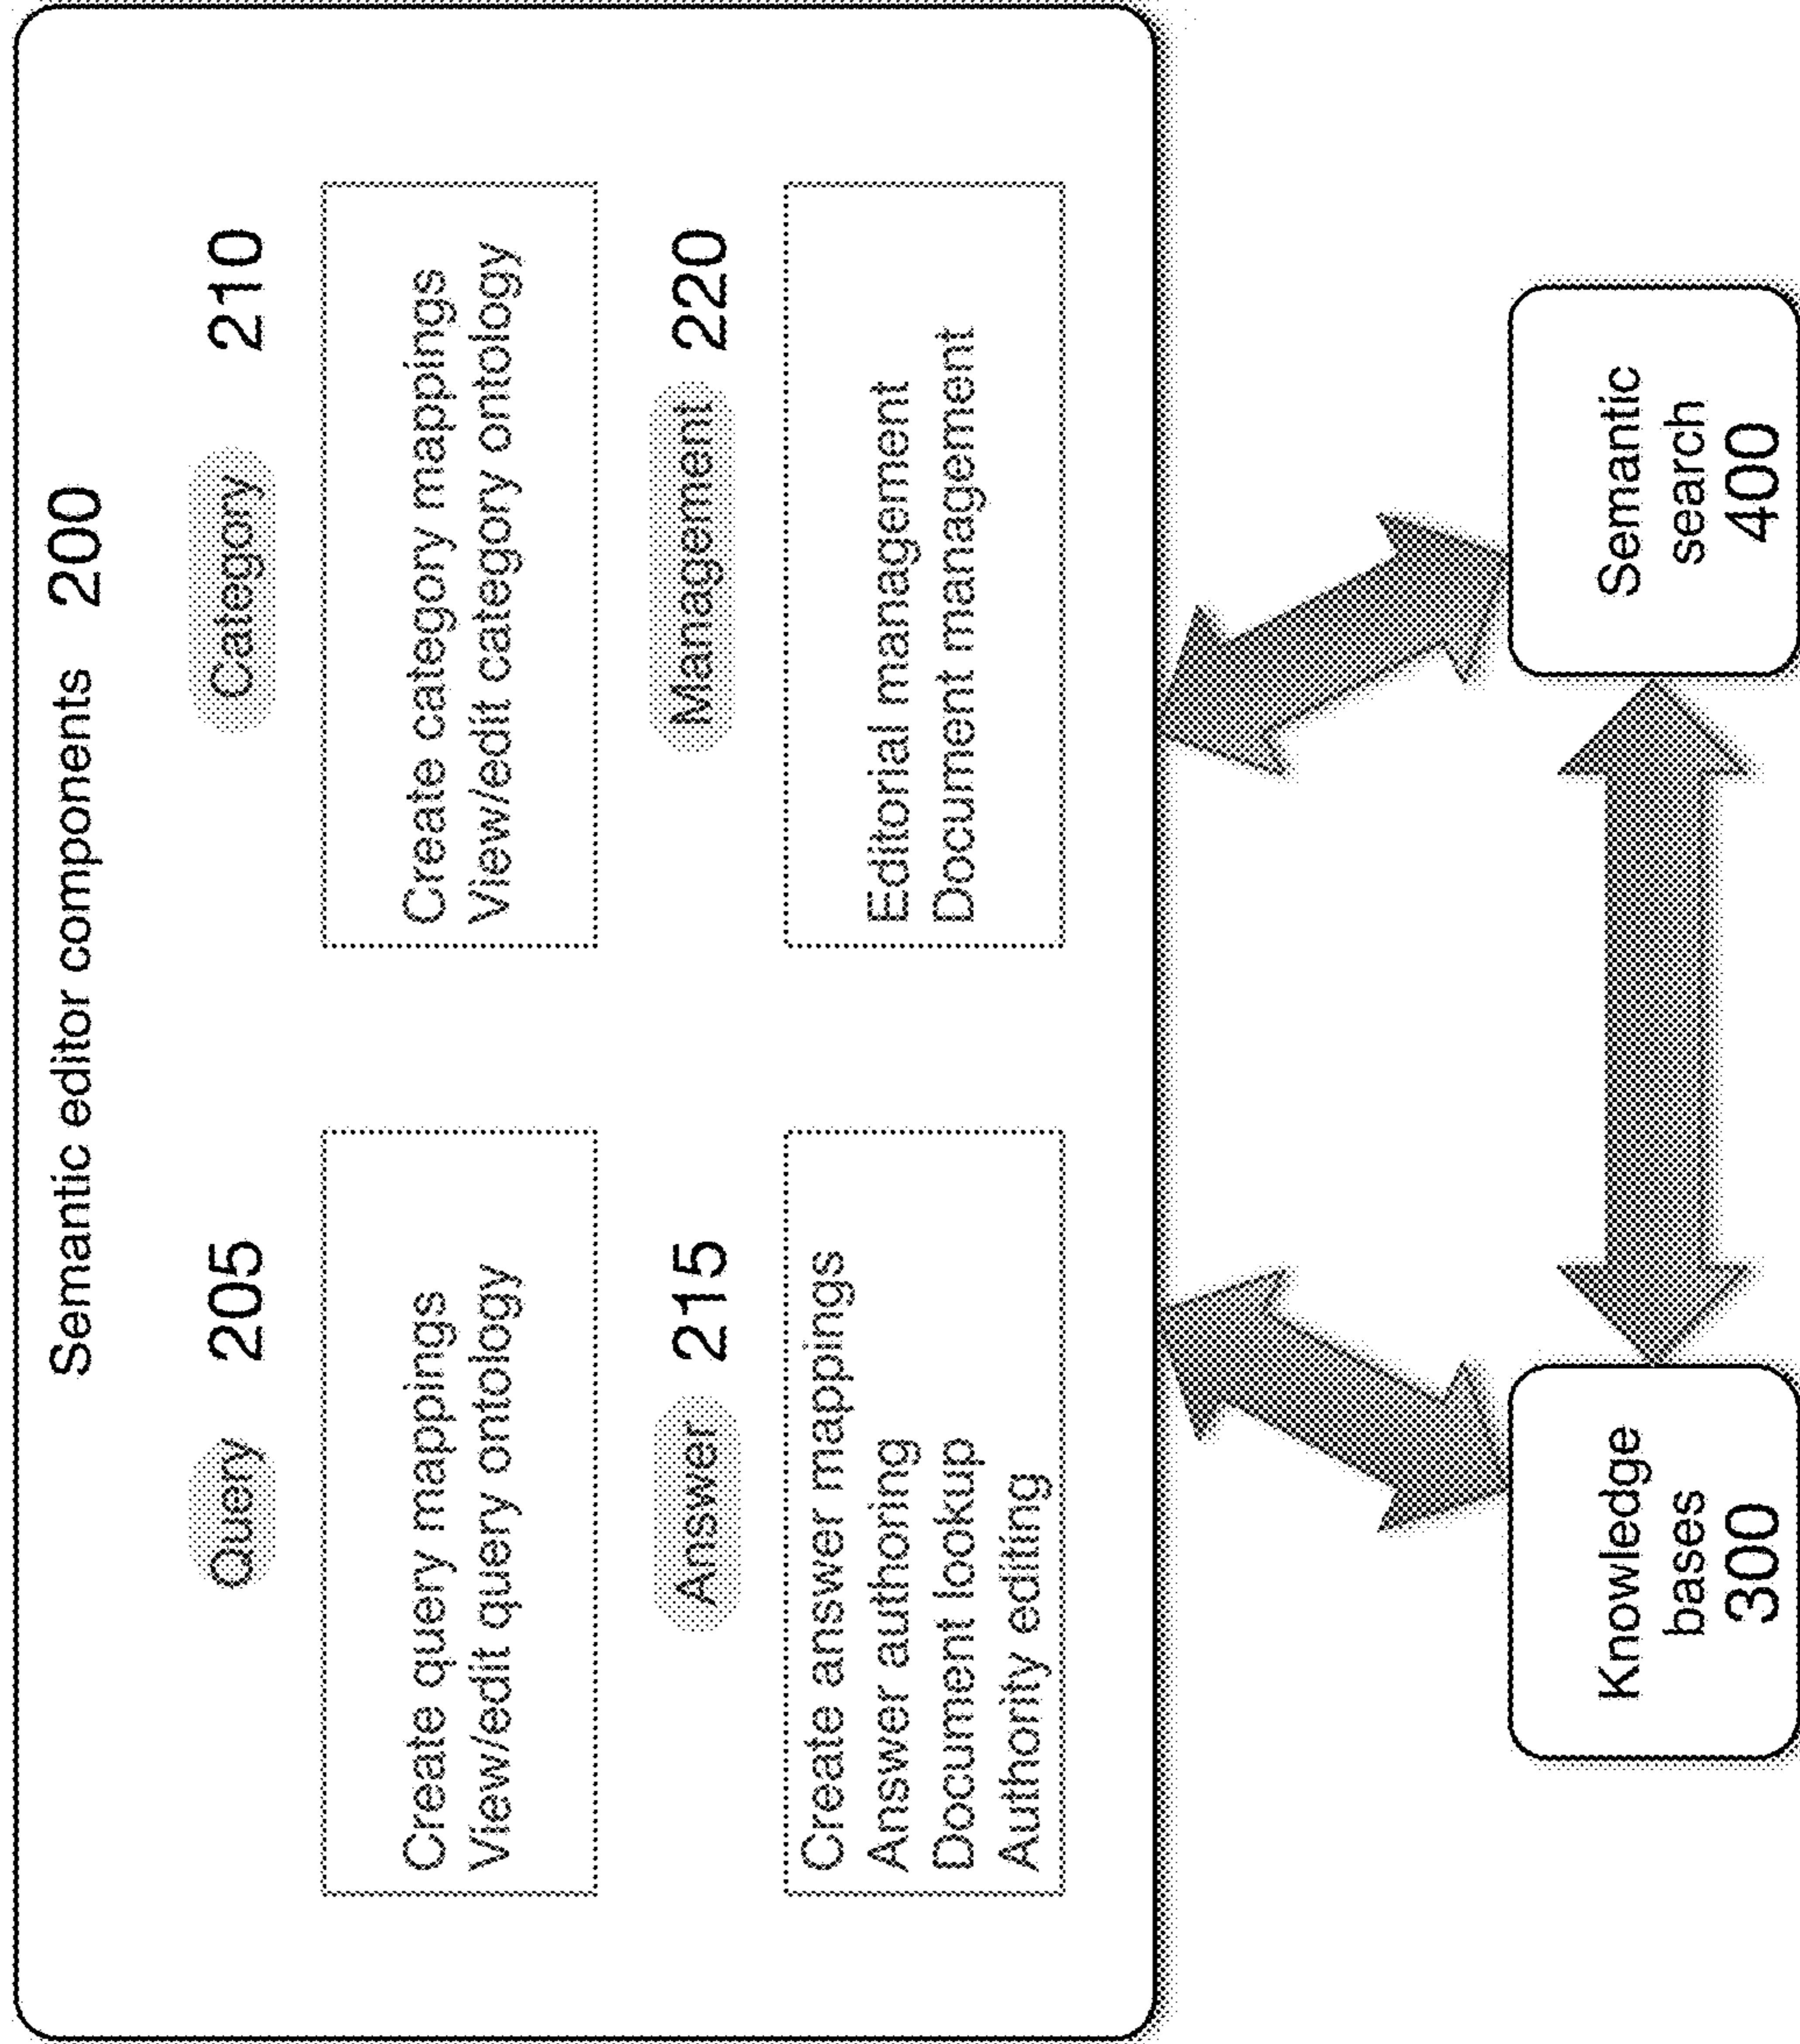 Semantic editor components 200
Query 205
Create query mappings
View/edit query ontology
Category 210
Create category mappings
View/edit category ontology
Answer 215
Create answer mappings
Answer authoring
Document lookup
Authority editing
Management 220
Editorial management
Document management
Knowledge
bases
300
Semantic
search
400